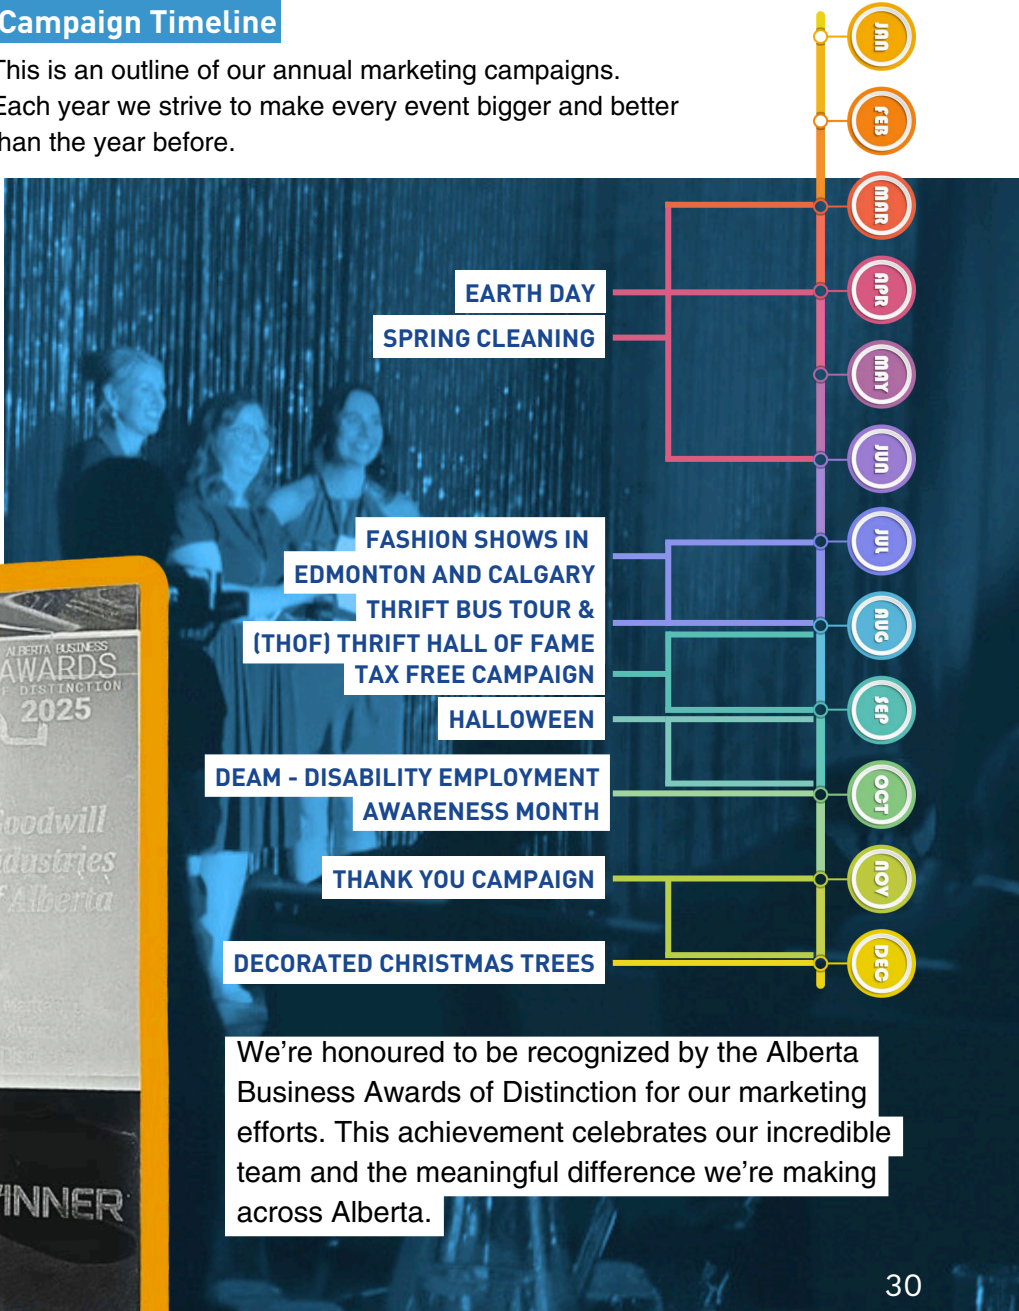 Campaign Timeline
This is an outline of our annual marketing campaigns.
Each year we strive to make every event bigger and better
than the year before.
JAN
FEB
MAR
APR
MAY
JUN
JUL
AUG
SEP
OCT
NOV
DEC
EARTH DAY
SPRING CLEANING
FASHION SHOWS IN
EDMONTON AND CALGARY
THRIFT BUS TOUR &
(THOF) THRIFT HALL OF FAME
TAX FREE CAMPAIGN
HALLOWEEN
DEAM - DISABILITY EMPLOYMENT
AWARENESS MONTH
THANK YOU CAMPAIGN
DECORATED CHRISTMAS TREES
ALBERTA BUSINESS
AWARDS
OF DISTINCTION
2025
Goodwill
Industries
of Alberta
WINNER
We're honoured to be recognized by the Alberta
Business Awards of Distinction for our marketing
efforts. This achievement celebrates our incredible
team and the meaningful difference we're making
across Alberta.
30